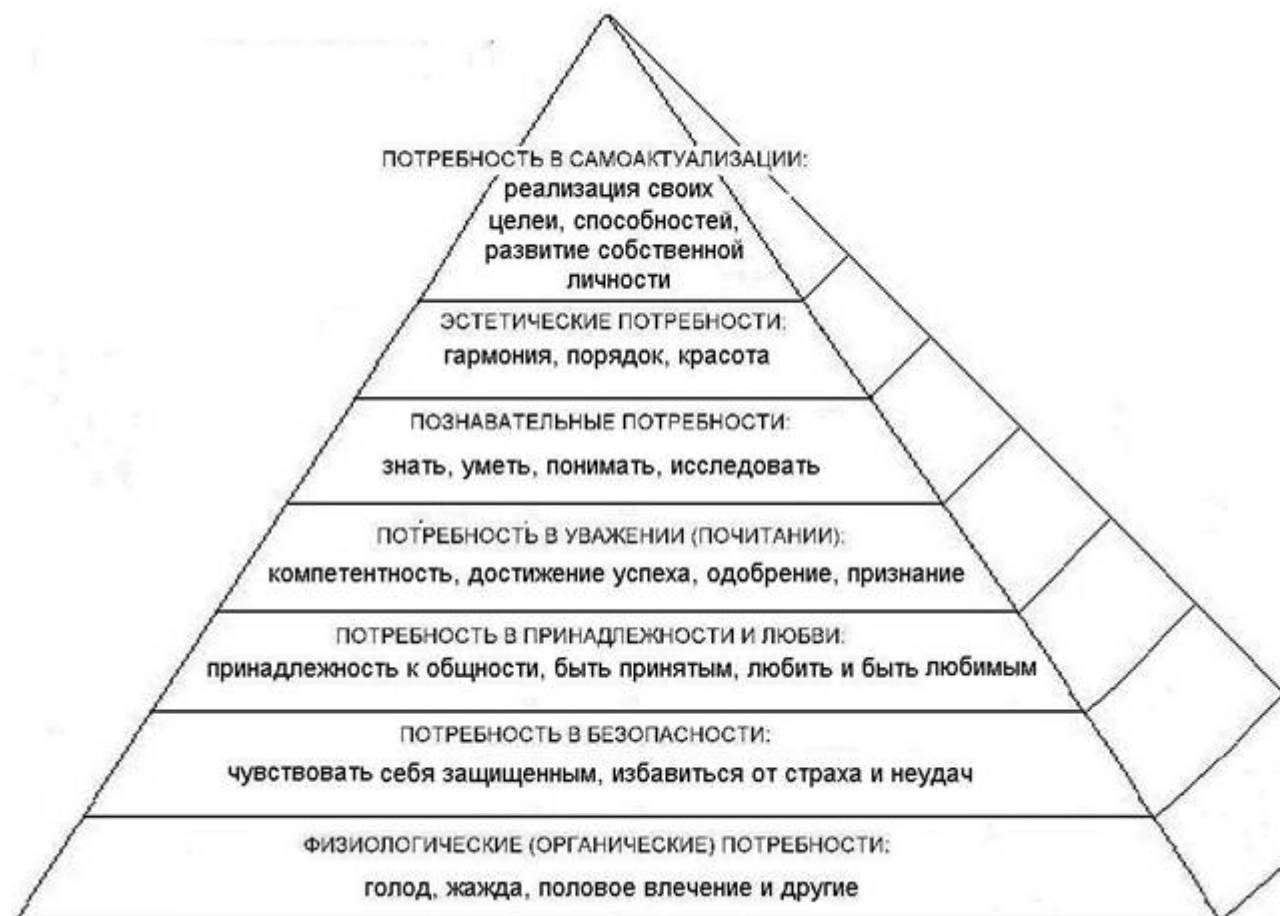 ПОТРЕБНОСТЬ В САМОАКТУАЛИЗАЦИИ:
реализация своих
целеи, способностей,
развитие собственной
личности
ЭСТЕТИЧЕСКИЕ ПОТРЕБНОСТИ:
гармония, порядок, красота
ПОЗНАВАТЕЛЬНЫЕ ПОТРЕБНОСТИ:
знать, уметь, понимать, исследовать
ПОТРЕБНОСТЬ В УВАЖЕНИИ (ПОЧИТАНИИ):
компетентность, достижение успеха, одобрение, признание
ПОТРЕБНОСТЬ В ПРИНАДЛЕЖНОСТИ И ЛЮБВИ:
принадлежность к общности, быть принятым, любить и быть любимым
ПОТРЕБНОСТЬ В БЕЗОПАСНОСТИ:
чувствовать себя защищенным, избавиться от страха и неудач
ФИЗИОЛОГИЧЕСКИЕ (ОРГАНИЧЕСКИЕ) ПОТРЕБНОСТИ:
голод, жажда, половое влечение и другие